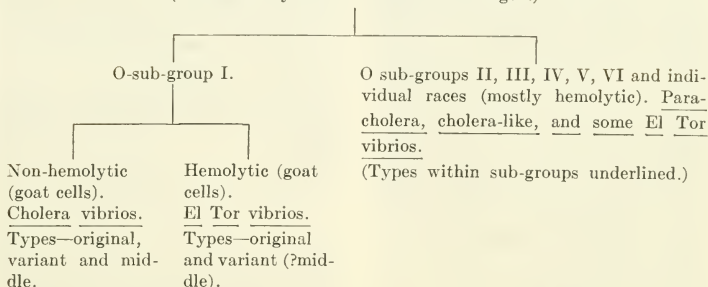 O-sub-group I.
O sub-groups II, III, IV, V, VI and indi-
vidual races (mostly hemolytic). Para-
cholera, cholera-like, and some El Tor
vibrios.
(Types within sub-groups underlined.)
Non-hemolytic
(goat cells).
Cholera vibrios.
Types—original,
variant and mid-
dle.
Hemolytic (goat
cells).
El Tor vibrios.
Types—original
and variant (?mid-
dle).